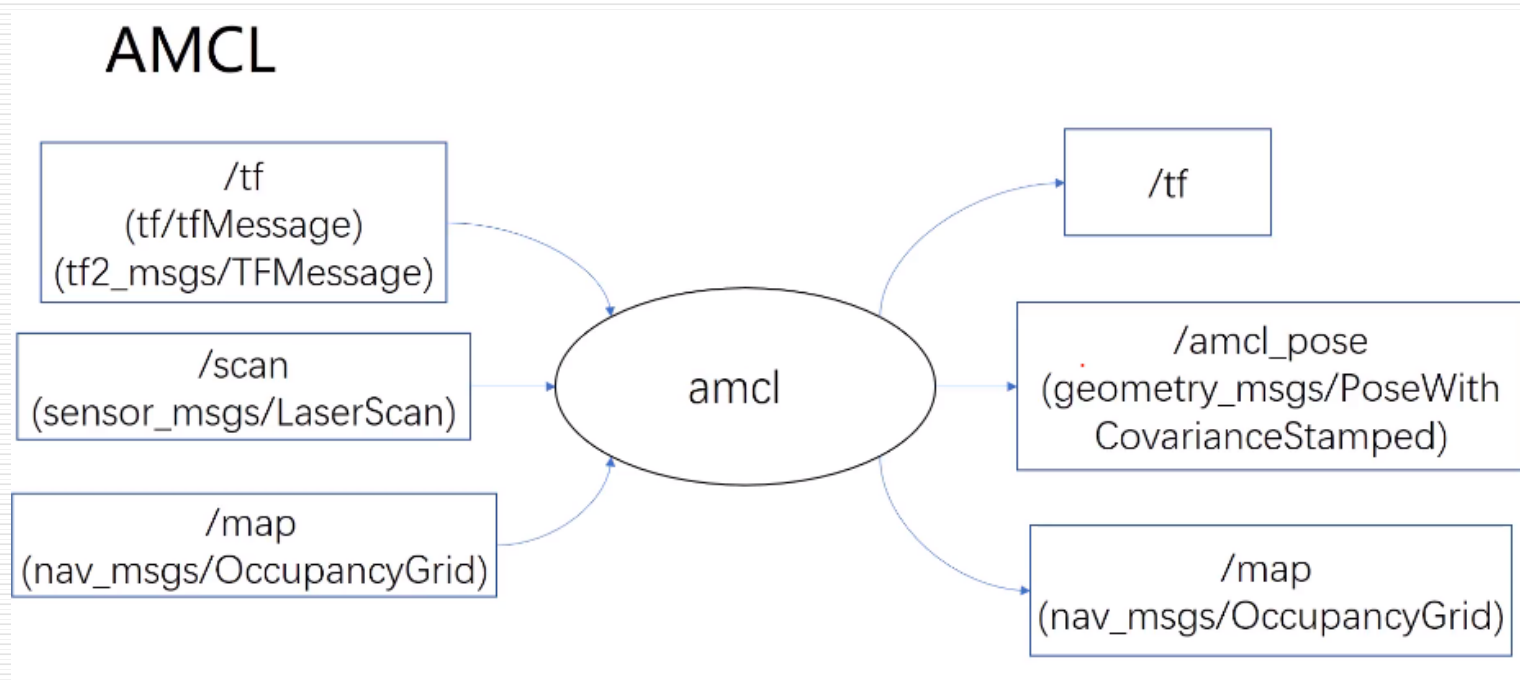 AMCL
/tf
(tf/tfMessage)
(tf2_msgs/TFMessage)
/scan
(sensor_msgs/LaserScan)
/map
(nav_msgs/OccupancyGrid)
amcl
/tf
/amcl_pose
(geometry_msgs/PoseWith
CovarianceStamped)
/map
(nav_msgs/OccupancyGrid)